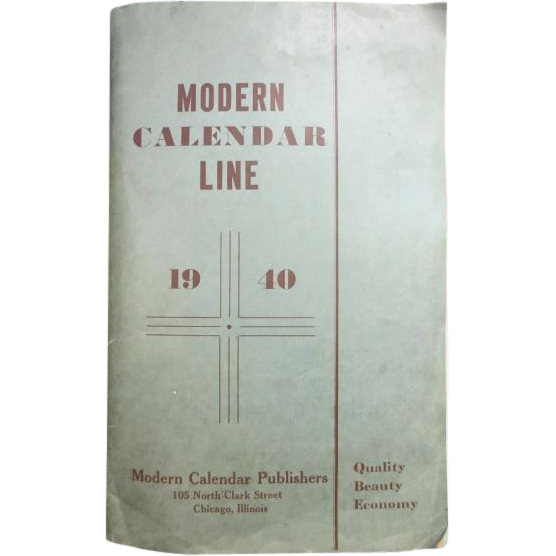 MODERN
CALENDAR
LINE
19 40
Modern Calendar Publishers
105 North Clark Street
Chicago, Illinois
Quality
Beauty
Economy